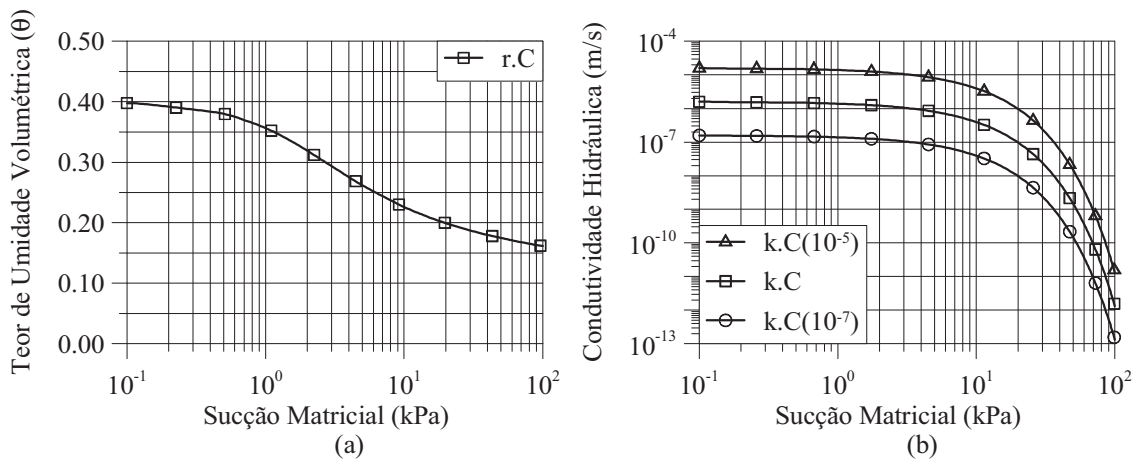 Teor de Umidade Volumétrica (θ)
0.50
0.40
0.30
0.20
0.10
0.00
r.C
10⁻¹ 10⁰ 10¹ 10²
Sucção Matricial (kPa)
(a)
Condutividade Hidráulica (m/s)
10⁻⁴
10⁻⁷
10⁻¹⁰
10⁻¹³
k.C(10⁻⁵)
k.C
k.C(10⁻⁷)
10⁻¹ 10⁰ 10¹ 10²
Sucção Matricial (kPa)
(b)